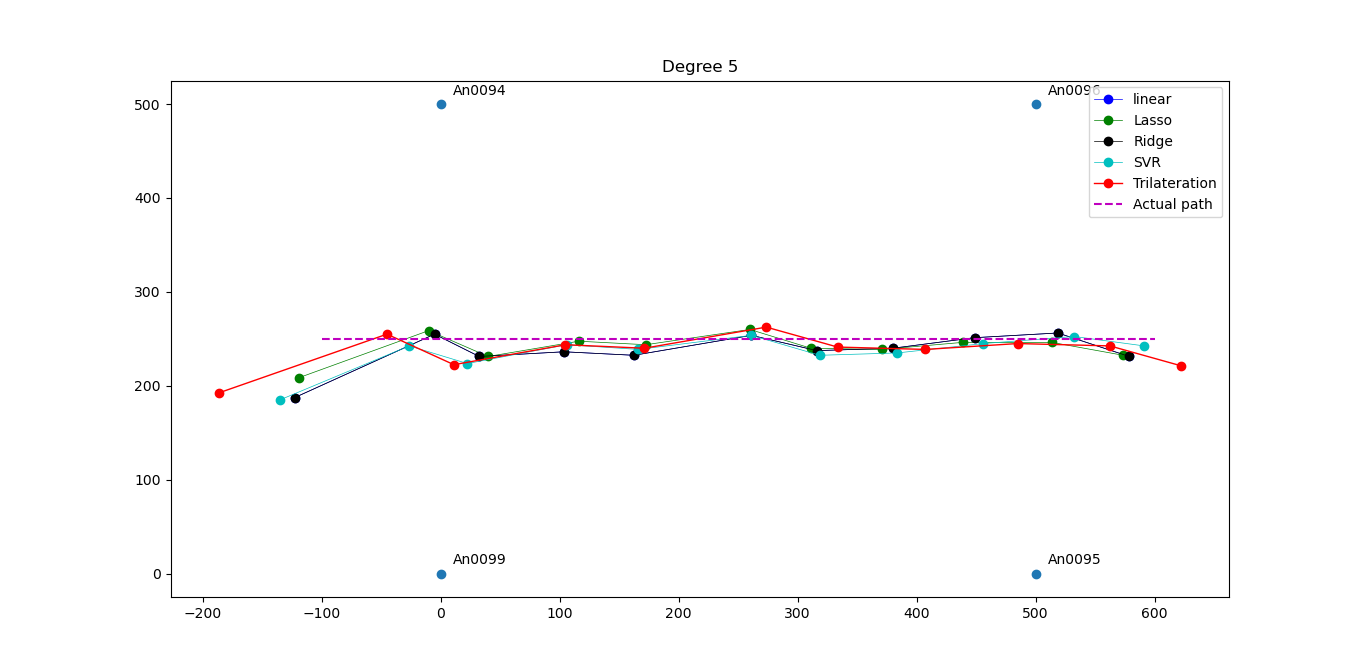 Degree 5
An0094
An0096
linear
Lasso
Ridge
SVR
Trilateration
Actual path
500
400
300
200
100
0
An0099
An0095
−200
−100
0
100
200
300
400
500
600